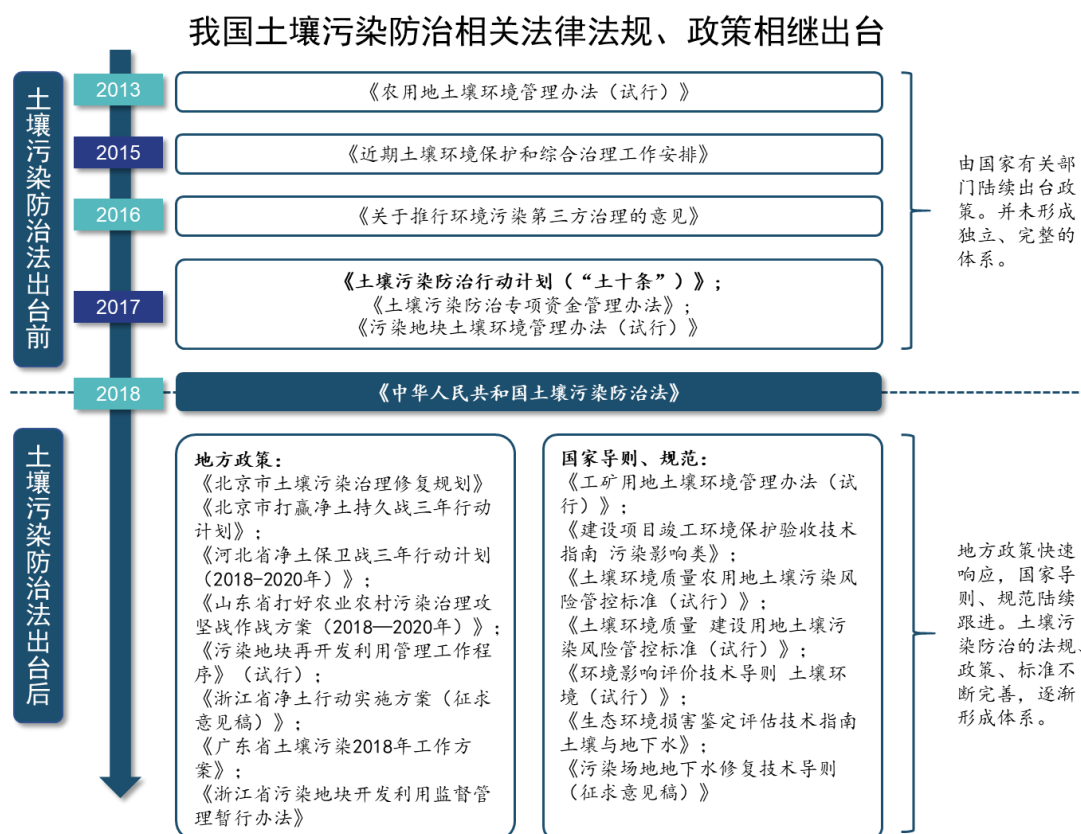 我国土壤污染防治相关法律法规、政策相继出台
土壤污染防治法出台前
2013
《农用地土壤环境管理办法（试行）》
2015
《近期土壤环境保护和综合治理工作安排》
2016
《关于推行环境污染第三方治理的意见》
2017
《土壤污染防治行动计划（“土十条”）》；
《土壤污染防治专项资金管理办法》；
《污染地块土壤环境管理办法（试行）》
由国家有关部
门陆续出台政
策。并未形成
独立、完整的
体系。
2018
《中华人民共和国土壤污染防治法》
土壤污染防治法出台后
地方政策：
《北京市土壤污染治理修复规划》
《北京市打赢净土持久战三年行动
计划》；
《河北省净土保卫战三年行动计划
（2018-2020年）》；
《山东省打好农业农村污染治理攻
坚战作战方案（2018—2020年）》；
《污染地块再开发利用管理工作程
序》（试行）；
《浙江省净土行动实施方案（征求
意见稿）》；
《广东省土壤污染2018年工作方
案》；
《浙江省污染地块开发利用监督管
理暂行办法》
国家导则、规范：
《工矿用地土壤环境管理办法（试
行）》；
《建设项目竣工环境保护验收技术
指南 污染影响类》；
《土壤环境质量农用地土壤污染风
险管控标准（试行）》；
《土壤环境质量 建设用地土壤污
染风险管控标准（试行）》；
《环境影响评价技术导则 土壤环
境（试行）》；
《生态环境损害鉴定评估技术指南
土壤与地下水》；
《污染场地地下水修复技术导则
（征求意见稿）》
地方政策快速
响应，国家导
则、规范陆续
跟进。土壤污
染防治的法规、
政策、标准不
断完善，逐渐
形成体系。